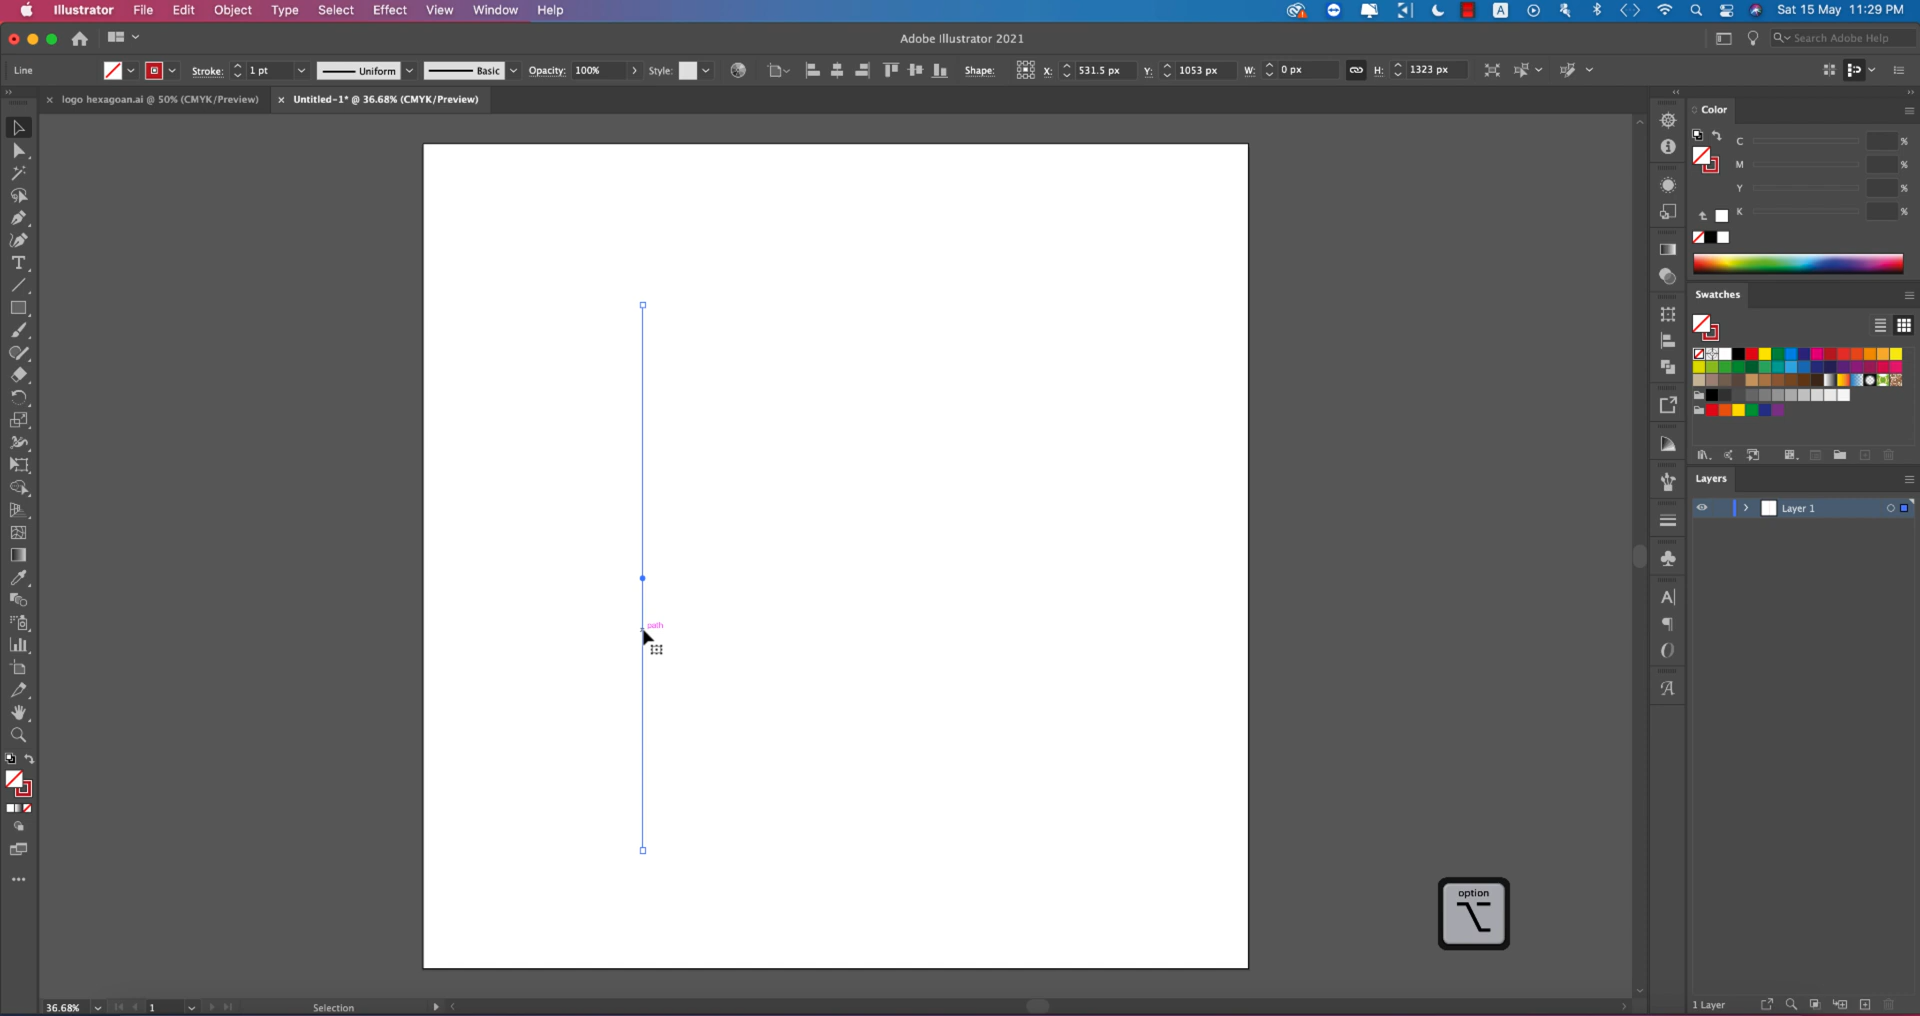 Illustrator File Edit Object Type Select Effect View Window Help
A
Sat 15 May 11:29 PM
Adobe Illustrator 2021
Search Adobe Help
Line
Stroke: 1 pt Uniform Basic Opacity: 100% Style: Shape: X: 531.5 px Y: 1053 px W: 0 px H: 1323 px
× logo hexagoan.ai @ 50% (CMYK/Preview) × Untitled-1* @ 36.68% (CMYK/Preview)
Color
C %
M %
Y %
K %
Swatches
Layers
Layer 1
path
option
36.68% 1 Selection
1 Layer